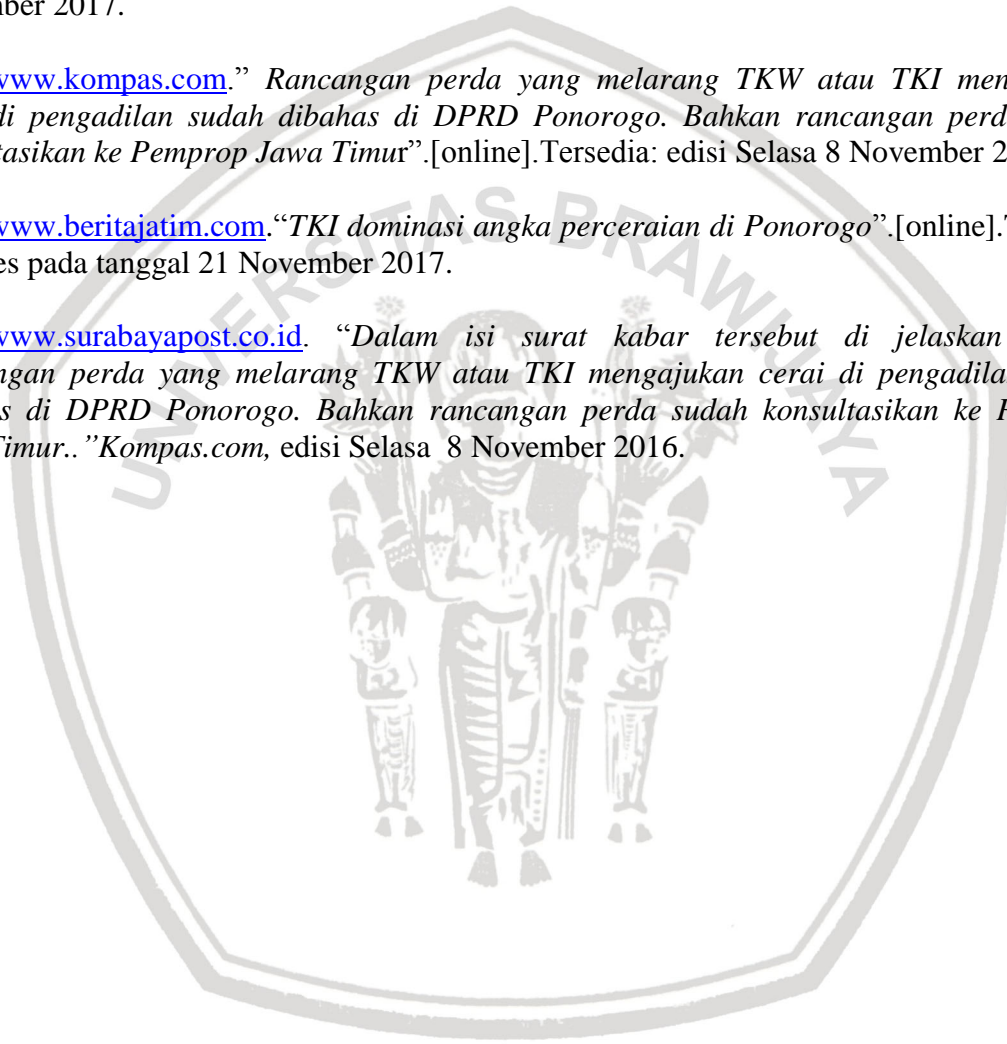 ber 2017.
www.kompas.com.” Rancangan perda yang melarang TKW atau TKI men
di pengadilan sudah dibahas di DPRD Ponorogo. Bahkan rancangan perd
tasikan ke Pemprop Jawa Timur”.[online].Tersedia: edisi Selasa 8 November 2
www.beritajatim.com.“TKI dominasi angka perceraian di Ponorogo”.[online].T
es pada tanggal 21 November 2017.
www.surabayapost.co.id. “Dalam isi surat kabar tersebut di jelaskan
ngan perda yang melarang TKW atau TKI mengajukan cerai di pengadila
s di DPRD Ponorogo. Bahkan rancangan perda sudah konsultasikan ke
Timur..”Kompas.com, edisi Selasa 8 November 2016.
UNIVERSITAS BRAWIJAYA